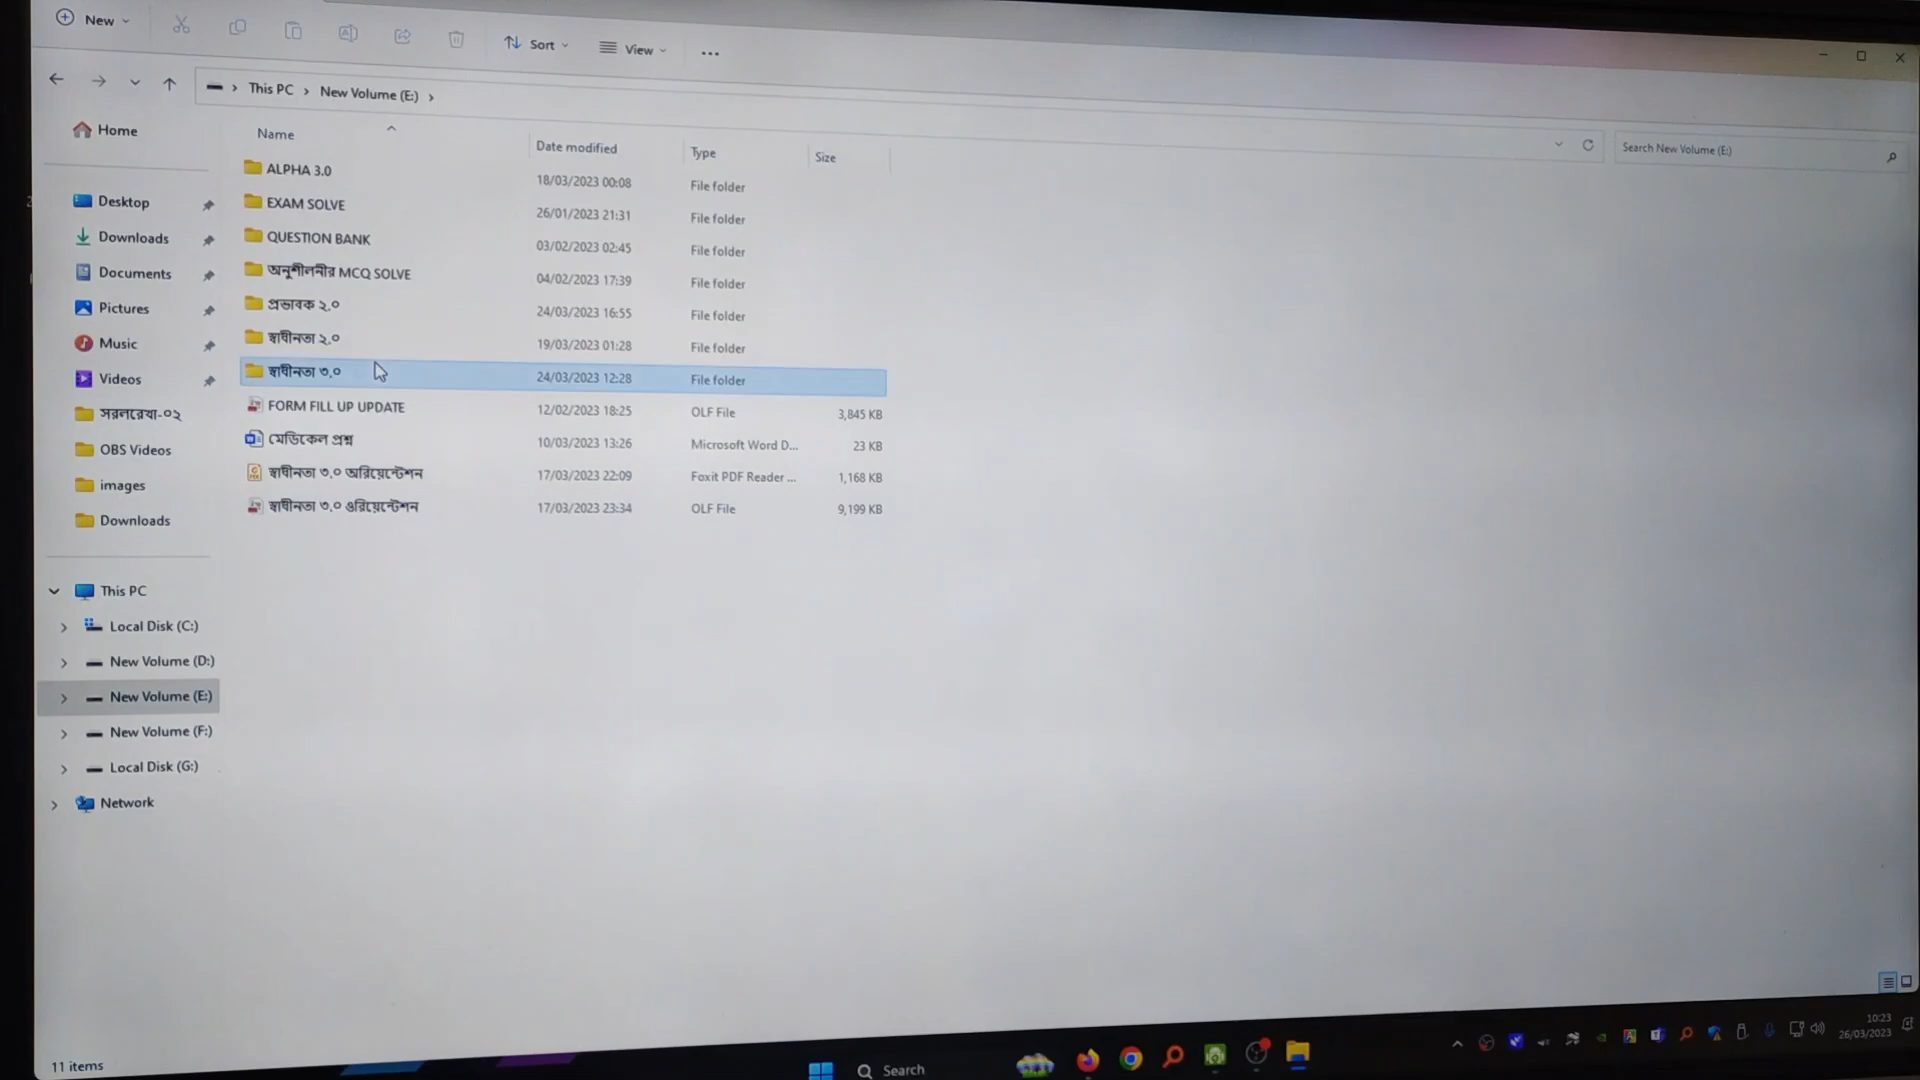 New
Sort
View
This PC
New Volume (E:)
Search New Volume (E:)
Home
Desktop
Downloads
Documents
Pictures
Music
Videos
সরলরেখা-০২
OBS Videos
images
Downloads
This PC
Local Disk (C:)
New Volume (D:)
New Volume (E:)
New Volume (F:)
Local Disk (G:)
Network
Name Date modified Type Size
ALPHA 3.0 18/03/2023 00:08 File folder
EXAM SOLVE 26/01/2023 21:31 File folder
QUESTION BANK 03/02/2023 02:45 File folder
অনুশীলনীর MCQ SOLVE 04/02/2023 17:39 File folder
প্রভাবক ২.০ 24/03/2023 16:55 File folder
স্বাধীনতা ২.০ 19/03/2023 01:28 File folder
স্বাধীনতা ৩.০ 24/03/2023 12:28 File folder
FORM FILL UP UPDATE 12/02/2023 18:25 OLF File 3,845 KB
মেডিকেল প্রশ্ন 10/03/2023 13:26 Microsoft Word D... 23 KB
স্বাধীনতা ৩.০ অরিয়েন্টেশন 17/03/2023 22:09 Foxit PDF Reader ... 1,168 KB
স্বাধীনতা ৩.০ ওরিয়েন্টেশন 17/03/2023 23:34 OLF File 9,199 KB
11 items
Search
10:23
26/03/2023